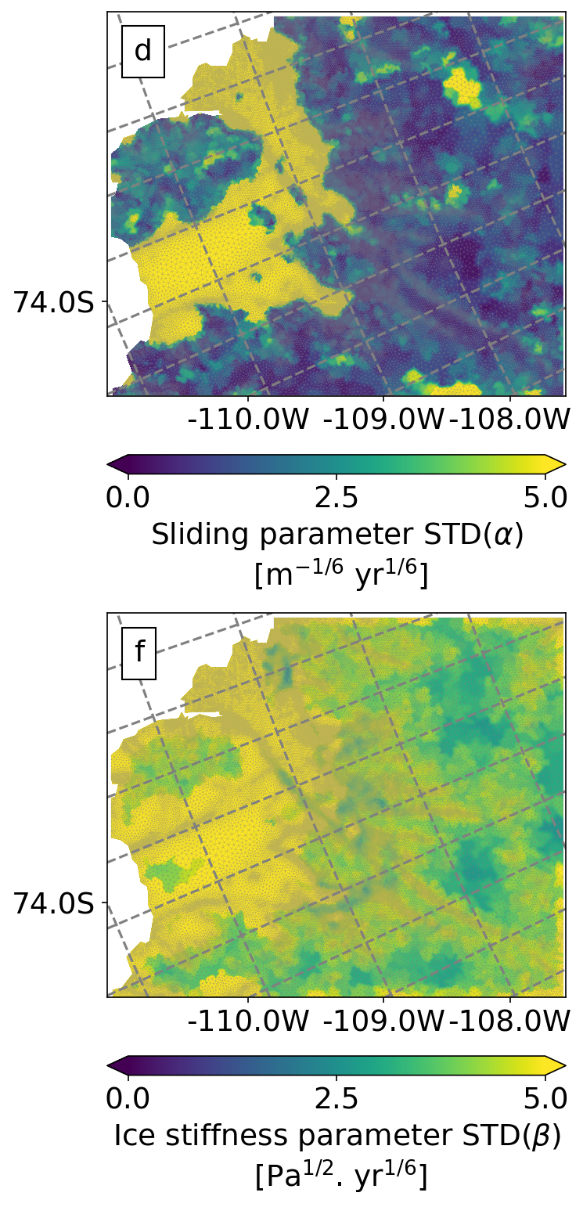 d
74.0S
-110.0W -109.0W -108.0W
0.0 2.5 5.0
Sliding parameter STD(α)
[m⁻¹/⁶ yr¹/⁶]
f
74.0S
-110.0W -109.0W -108.0W
0.0 2.5 5.0
Ice stiffness parameter STD(β)
[Pa¹/². yr¹/⁶]